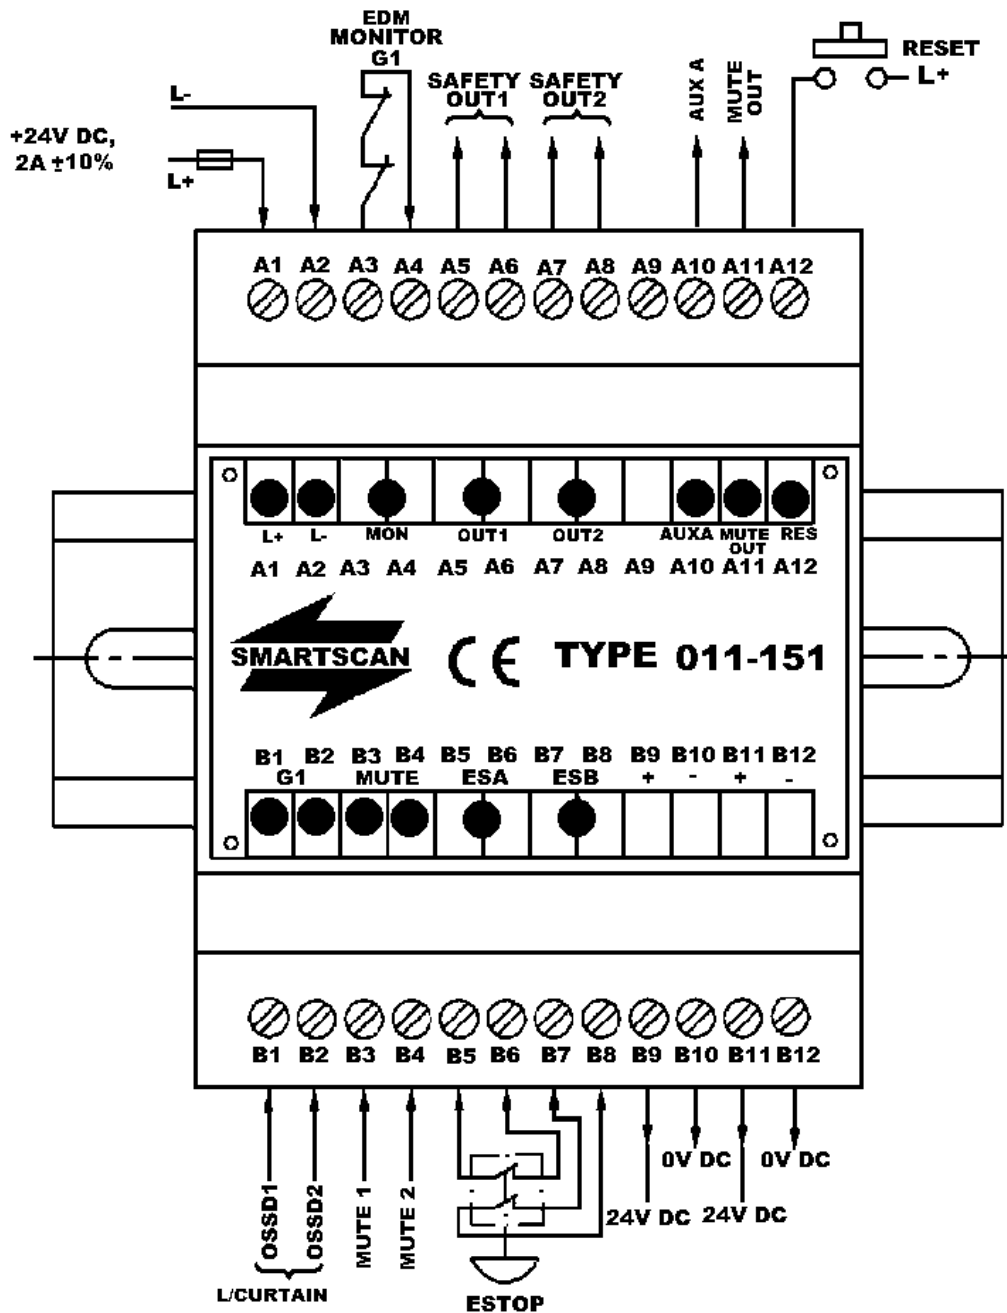 EDM
MONITOR
G1
RESET
L+
SAFETY
OUT1
SAFETY
OUT2
AUX A
MUTE
OUT
L-
+24V DC,
2A ±10%
L+
A1 A2 A3 A4 A5 A6 A7 A8 A9 A10 A11 A12
L+ L- MON OUT1 OUT2 AUXA MUTE OUT RES
A1 A2 A3 A4 A5 A6 A7 A8 A9 A10 A11 A12
SMARTSCAN CE TYPE 011-151
B1 B2 B3 B4 B5 B6 B7 B8 B9 B10 B11 B12
G1 MUTE ESA ESB + - + -
B1 B2 B3 B4 B5 B6 B7 B8 B9 B10 B11 B12
OSSD1
OSSD2
MUTE 1
MUTE 2
0V DC 0V DC
24V DC 24V DC
L/CURTAIN
ESTOP